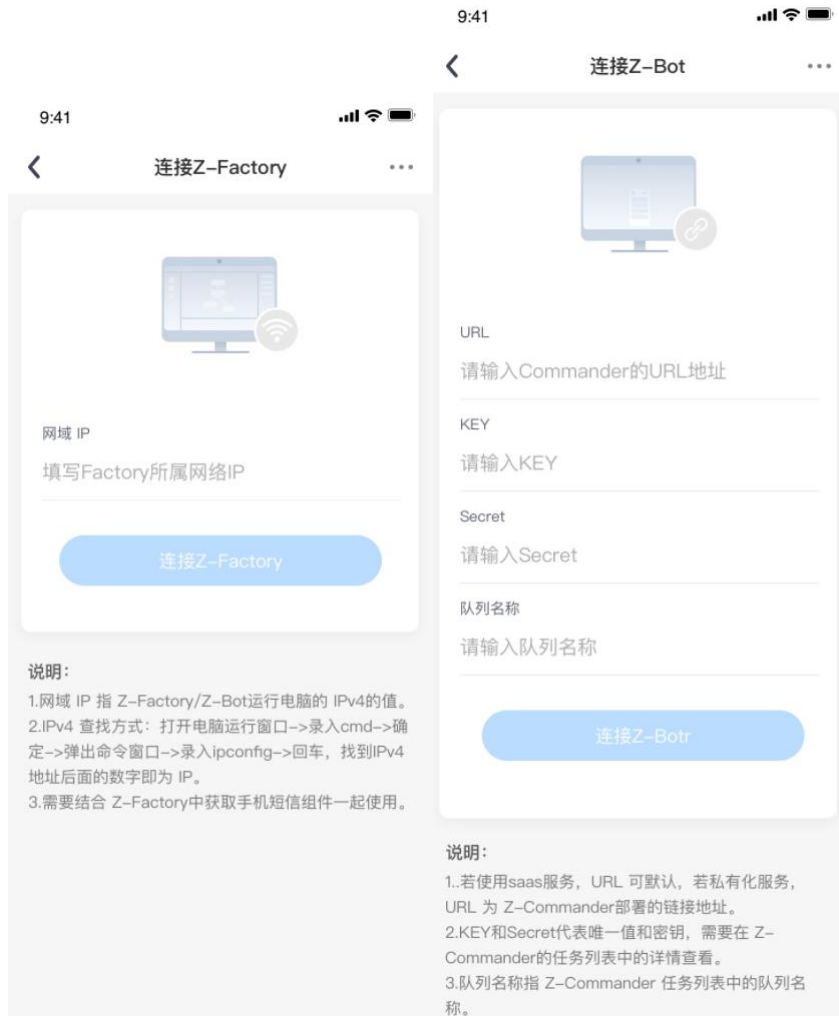 9:41
连接Z-Factory
网域 IP
填写Factory所属网络IP
连接Z-Factory
说明：
1.网域 IP 指 Z-Factory/Z-Bot运行电脑的 IPv4的值。
2.IPv4 查找方式：打开电脑运行窗口->录入cmd->确
定->弹出命令窗口->录入ipconfig->回车，找到IPv4
地址后面的数字即为 IP。
3.需要结合 Z-Factory中获取手机短信组件一起使用。
9:41
连接Z-Bot
URL
请输入Commander的URL地址
KEY
请输入KEY
Secret
请输入Secret
队列名称
请输入队列名称
连接Z-Botr
说明：
1..若使用saas服务，URL 可默认，若私有化服务，
URL 为 Z-Commander部署的链接地址。
2.KEY和Secret代表唯一值和密钥，需要在 Z-
Commander的任务列表中的详情查看。
3.队列名称指 Z-Commander 任务列表中的队列名
称。